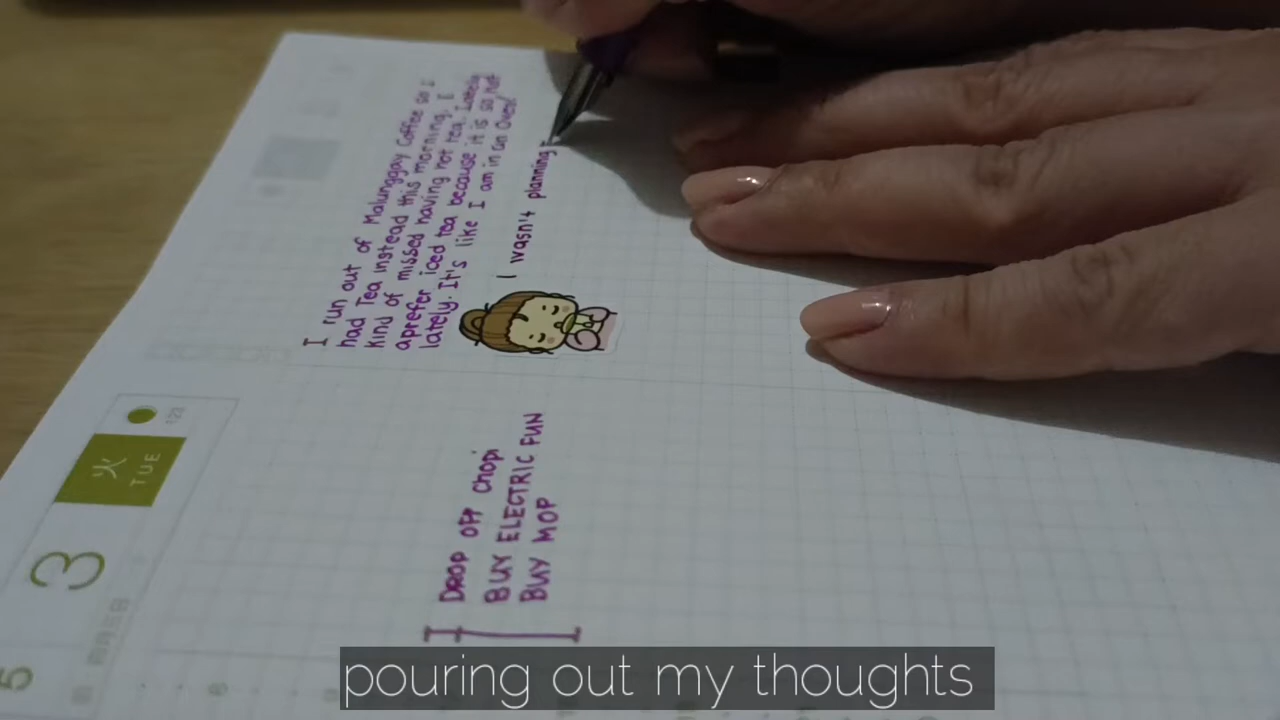 5
3
火
TUE
I run out of Malunggay Coffee so I
had Tea instead this morning. I
kind of missed having hot tea. I
aprefer iced tea because it is so hot
lately. It's like I am in an Oven!
I wasn't planning
DROP OFF Chopi
BUY ELECTRIC FUN
BUY MOP
pouring out my thoughts